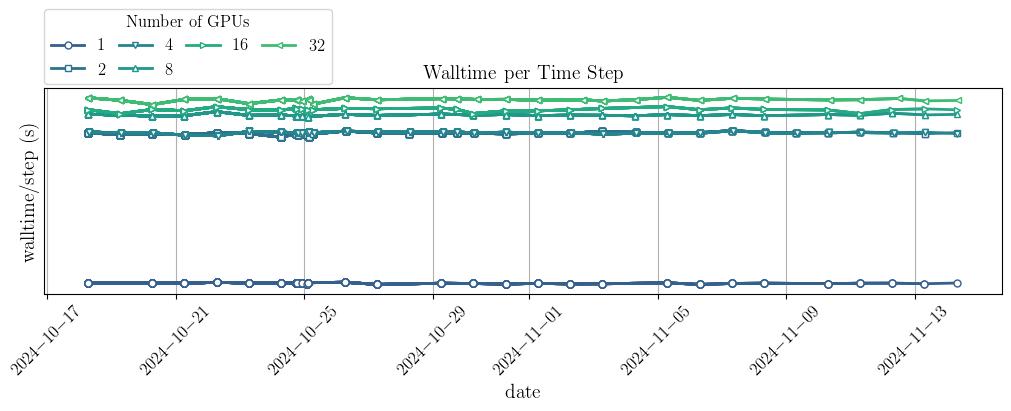 Number of GPUs
1 4 16 32
2 8
Walltime per Time Step
walltime/step (s)
2024−10−17 2024−10−21 2024−10−25 2024−10−29 2024−11−01 2024−11−05 2024−11−09 2024−11−13
date